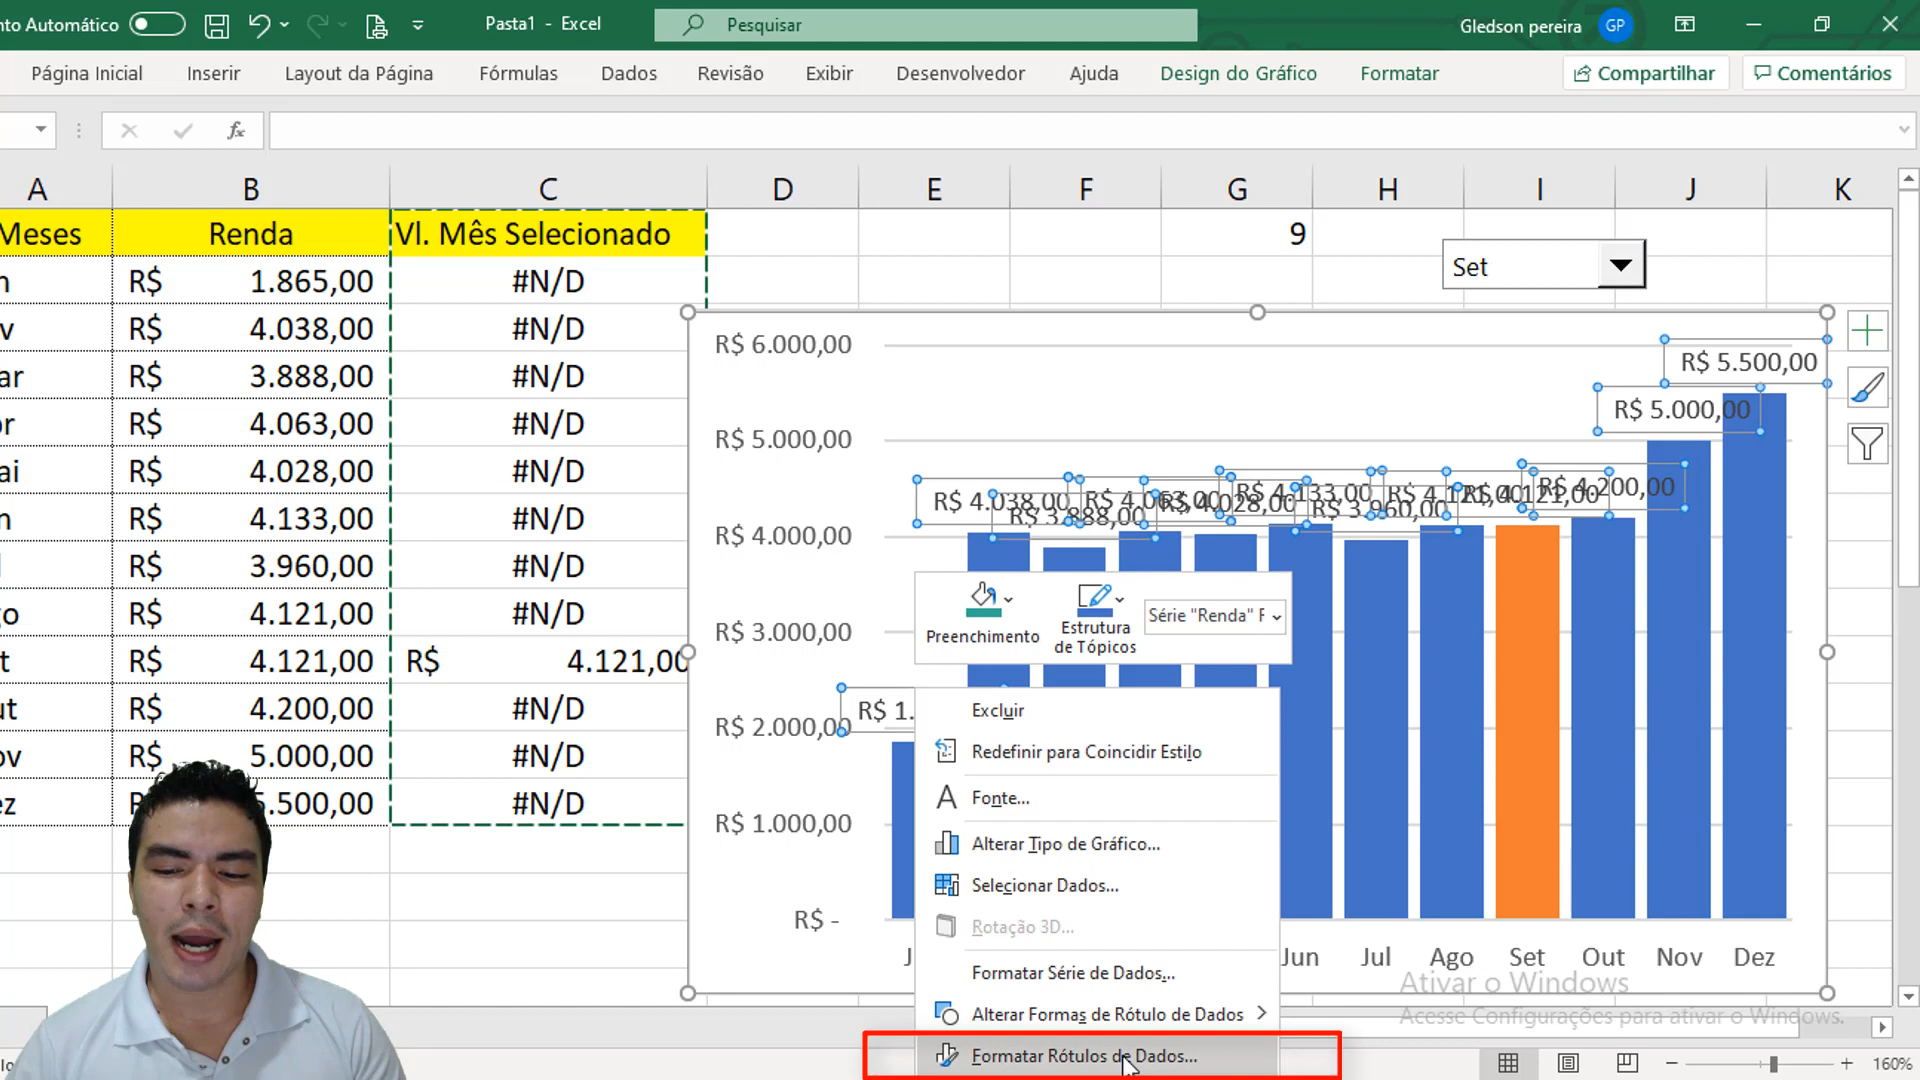 nto Automático
Pasta1 - Excel
Pesquisar
Gledson pereira
GP
Página Inicial
Inserir
Layout da Página
Fórmulas
Dados
Revisão
Exibir
Desenvolvedor
Ajuda
Design do Gráfico
Formatar
Compartilhar
Comentários
fx
A B C D E F G H I J K
Meses Renda Vl. Mês Selecionado 9
n R$ 1.865,00 #N/D
Set
v R$ 4.038,00 #N/D
ar R$ 3.888,00 #N/D
or R$ 4.063,00 #N/D
ai R$ 4.028,00 #N/D
n R$ 4.133,00 #N/D
l R$ 3.960,00 #N/D
go R$ 4.121,00 #N/D
t R$ 4.121,00 R$ 4.121,00
ut R$ 4.200,00 #N/D
ov R$ 5.000,00 #N/D
ez R$ 5.500,00 #N/D
R$ 6.000,00
R$ 5.000,00
R$ 4.000,00
R$ 3.000,00
R$ 2.000,00
R$ 1.000,00
R$ -
R$ 5.500,00
R$ 5.000,00
R$ 4.038,00
R$ 3.888,00
R$ 4.063,00
R$ 4.028,00
R$ 4.133,00
R$ 3.960,00
R$ 4.121,00
R$ 4.121,00
R$ 4.200,00
R$ 1.
Preenchimento
Estrutura
de Tópicos
Série "Renda" F
Excluir
Redefinir para Coincidir Estilo
Fonte...
Alterar Tipo de Gráfico...
Selecionar Dados...
Rotação 3D...
Formatar Série de Dados...
Alterar Formas de Rótulo de Dados
Formatar Rótulos de Dados...
J Jun Jul Ago Set Out Nov Dez
Ativar o Windows
Acesse Configurações para ativar o Windows.
160%